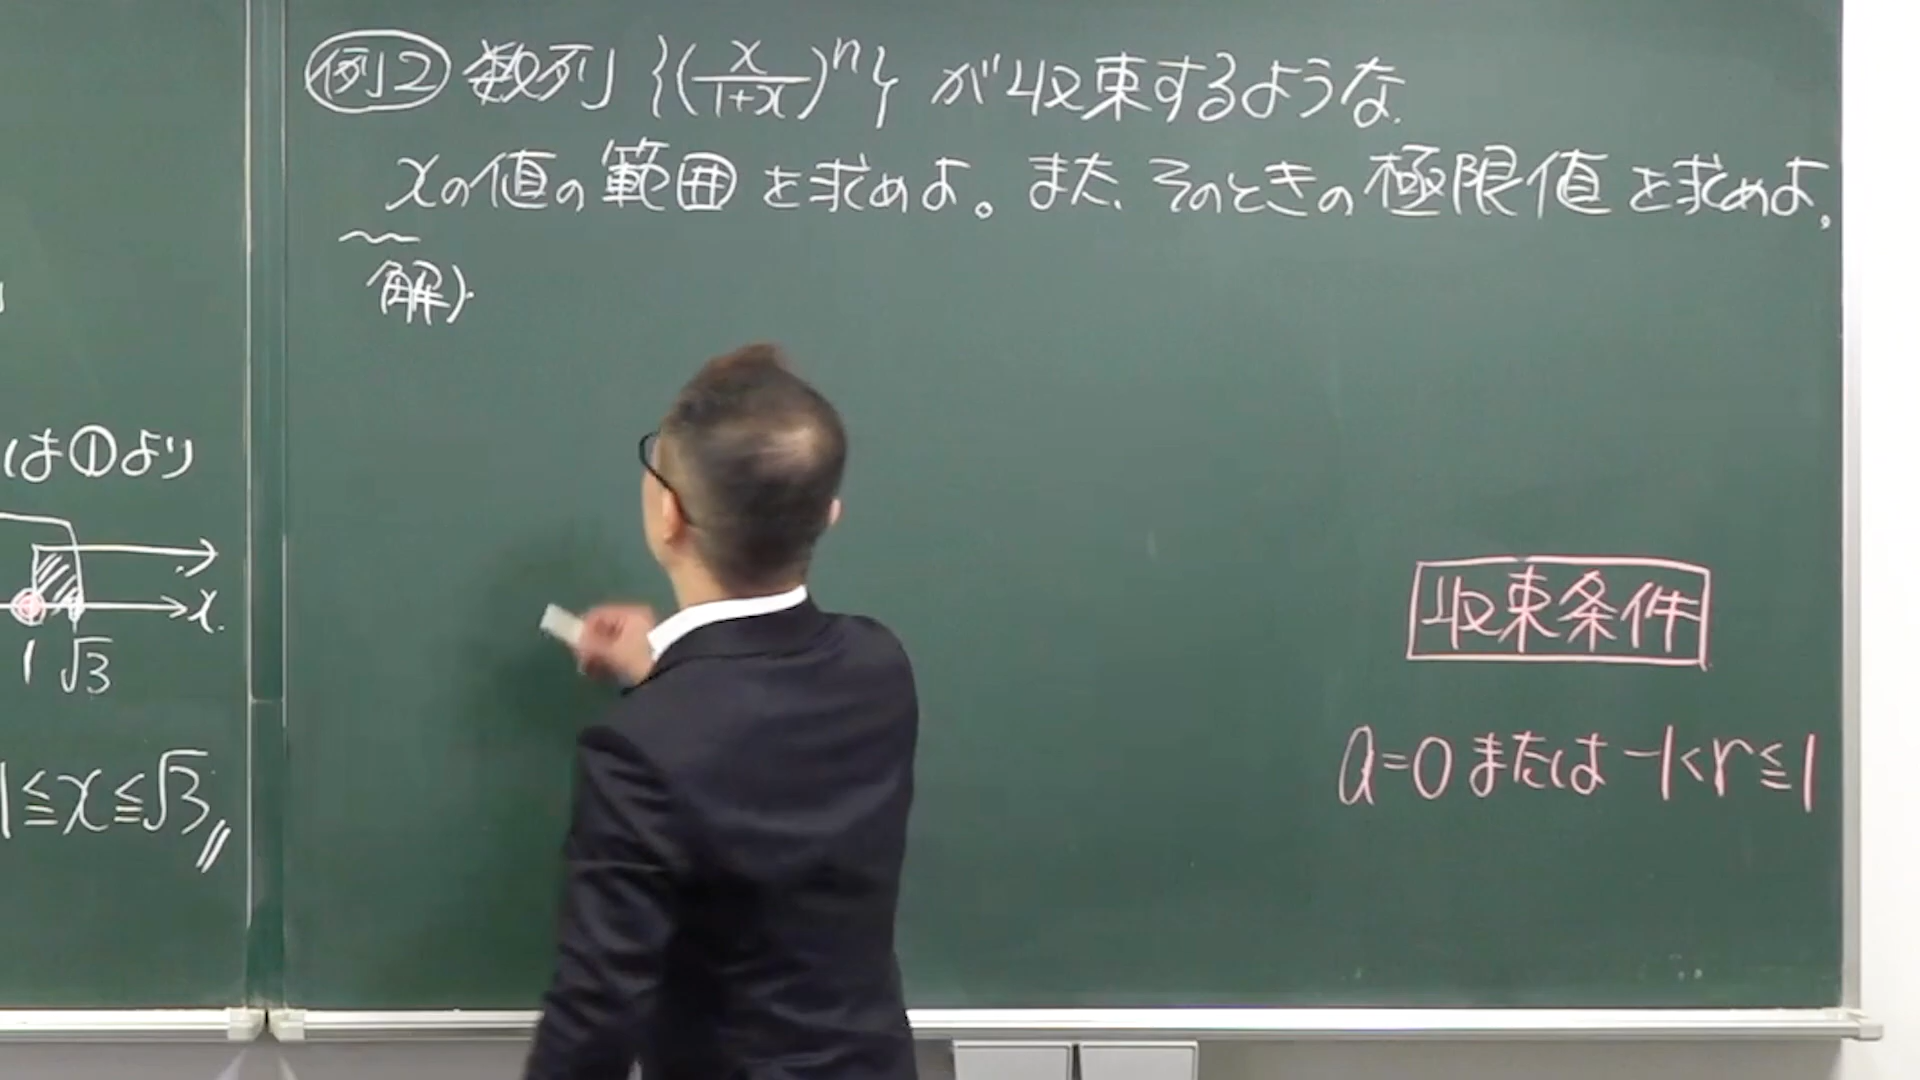 は①より
x
1 √3
1≦x≦√3
例2 数列{(x/1+x)^n}が収束するような
xの値の範囲を求めよ。また、そのときの極限値を求めよ。
解)
収束条件
a=0または-1<r≦1